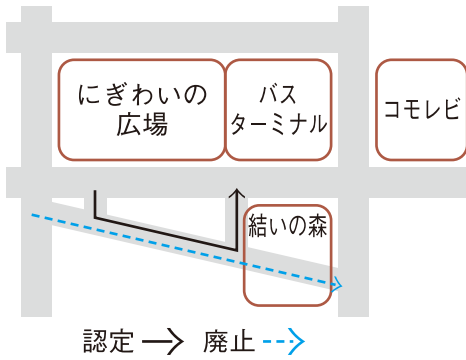 にぎわいの
広場
バス
ターミナル
コモレビ
結いの森
認定 廃止